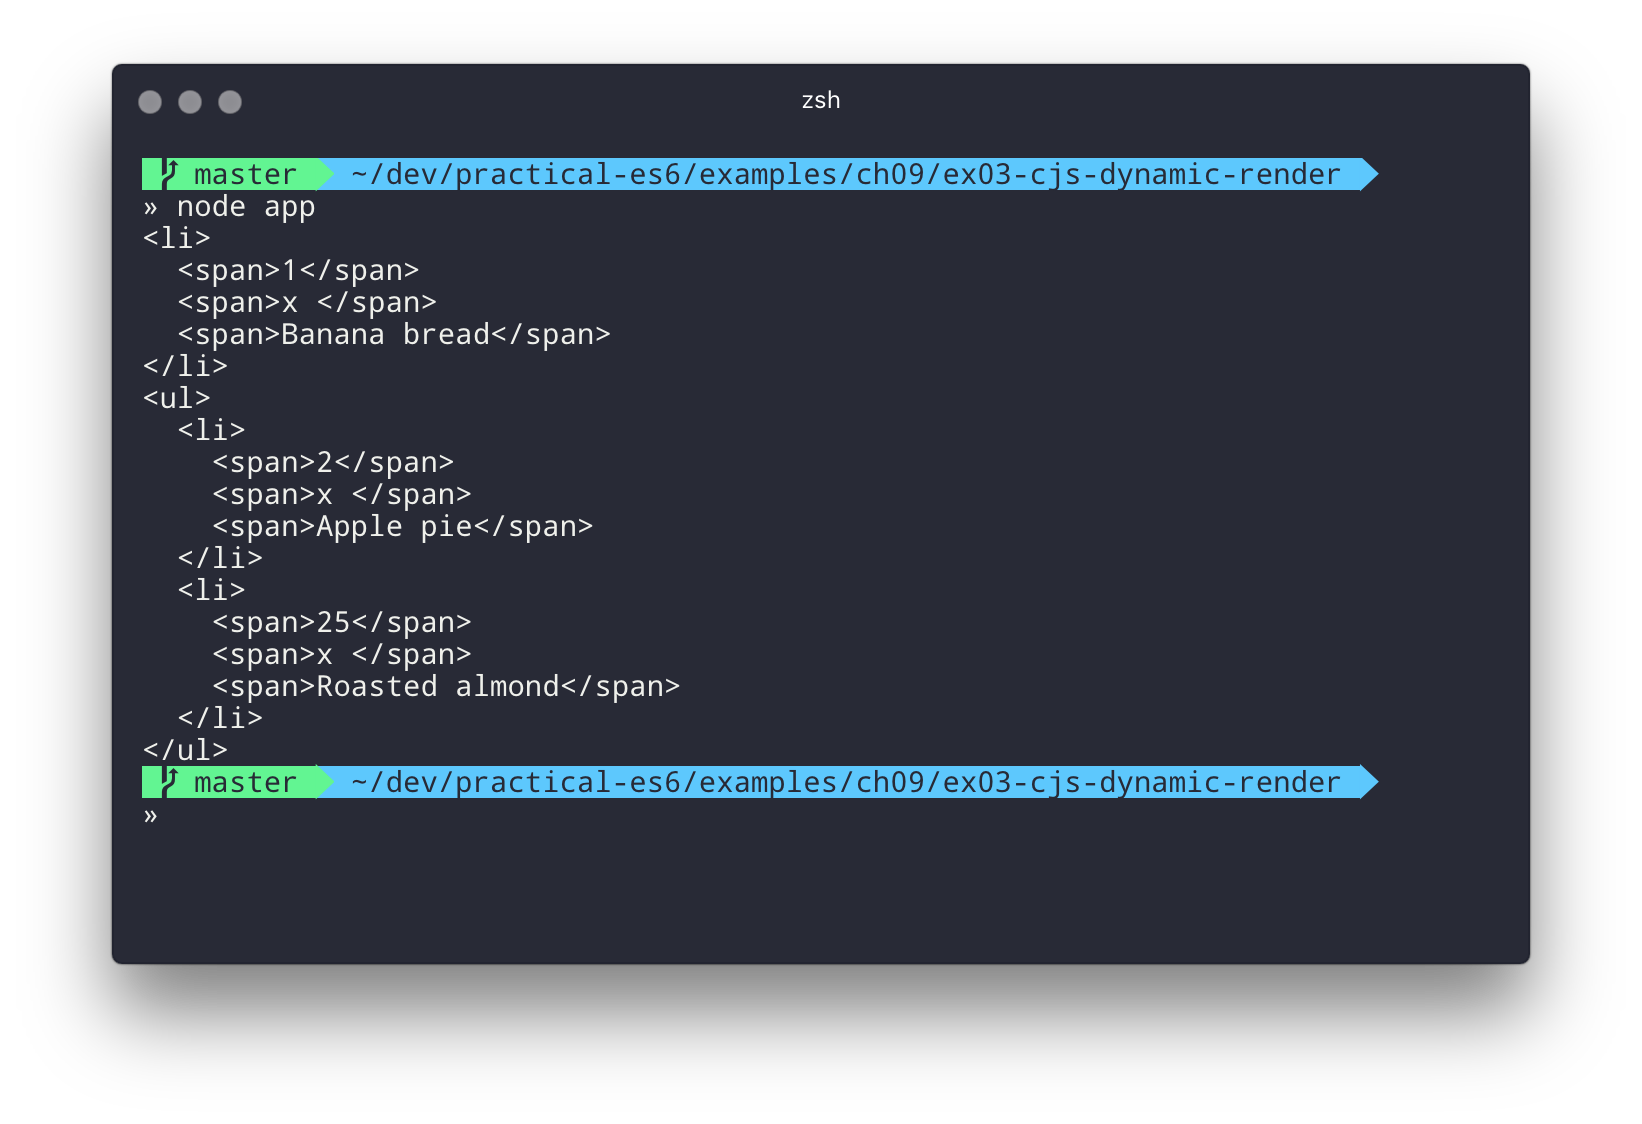 zsh
master ~/dev/practical-es6/examples/ch09/ex03-cjs-dynamic-render
» node app
<li>
  <span>1</span>
  <span>x </span>
  <span>Banana bread</span>
</li>
<ul>
  <li>
    <span>2</span>
    <span>x </span>
    <span>Apple pie</span>
  </li>
  <li>
    <span>25</span>
    <span>x </span>
    <span>Roasted almond</span>
  </li>
</ul>
master ~/dev/practical-es6/examples/ch09/ex03-cjs-dynamic-render
»